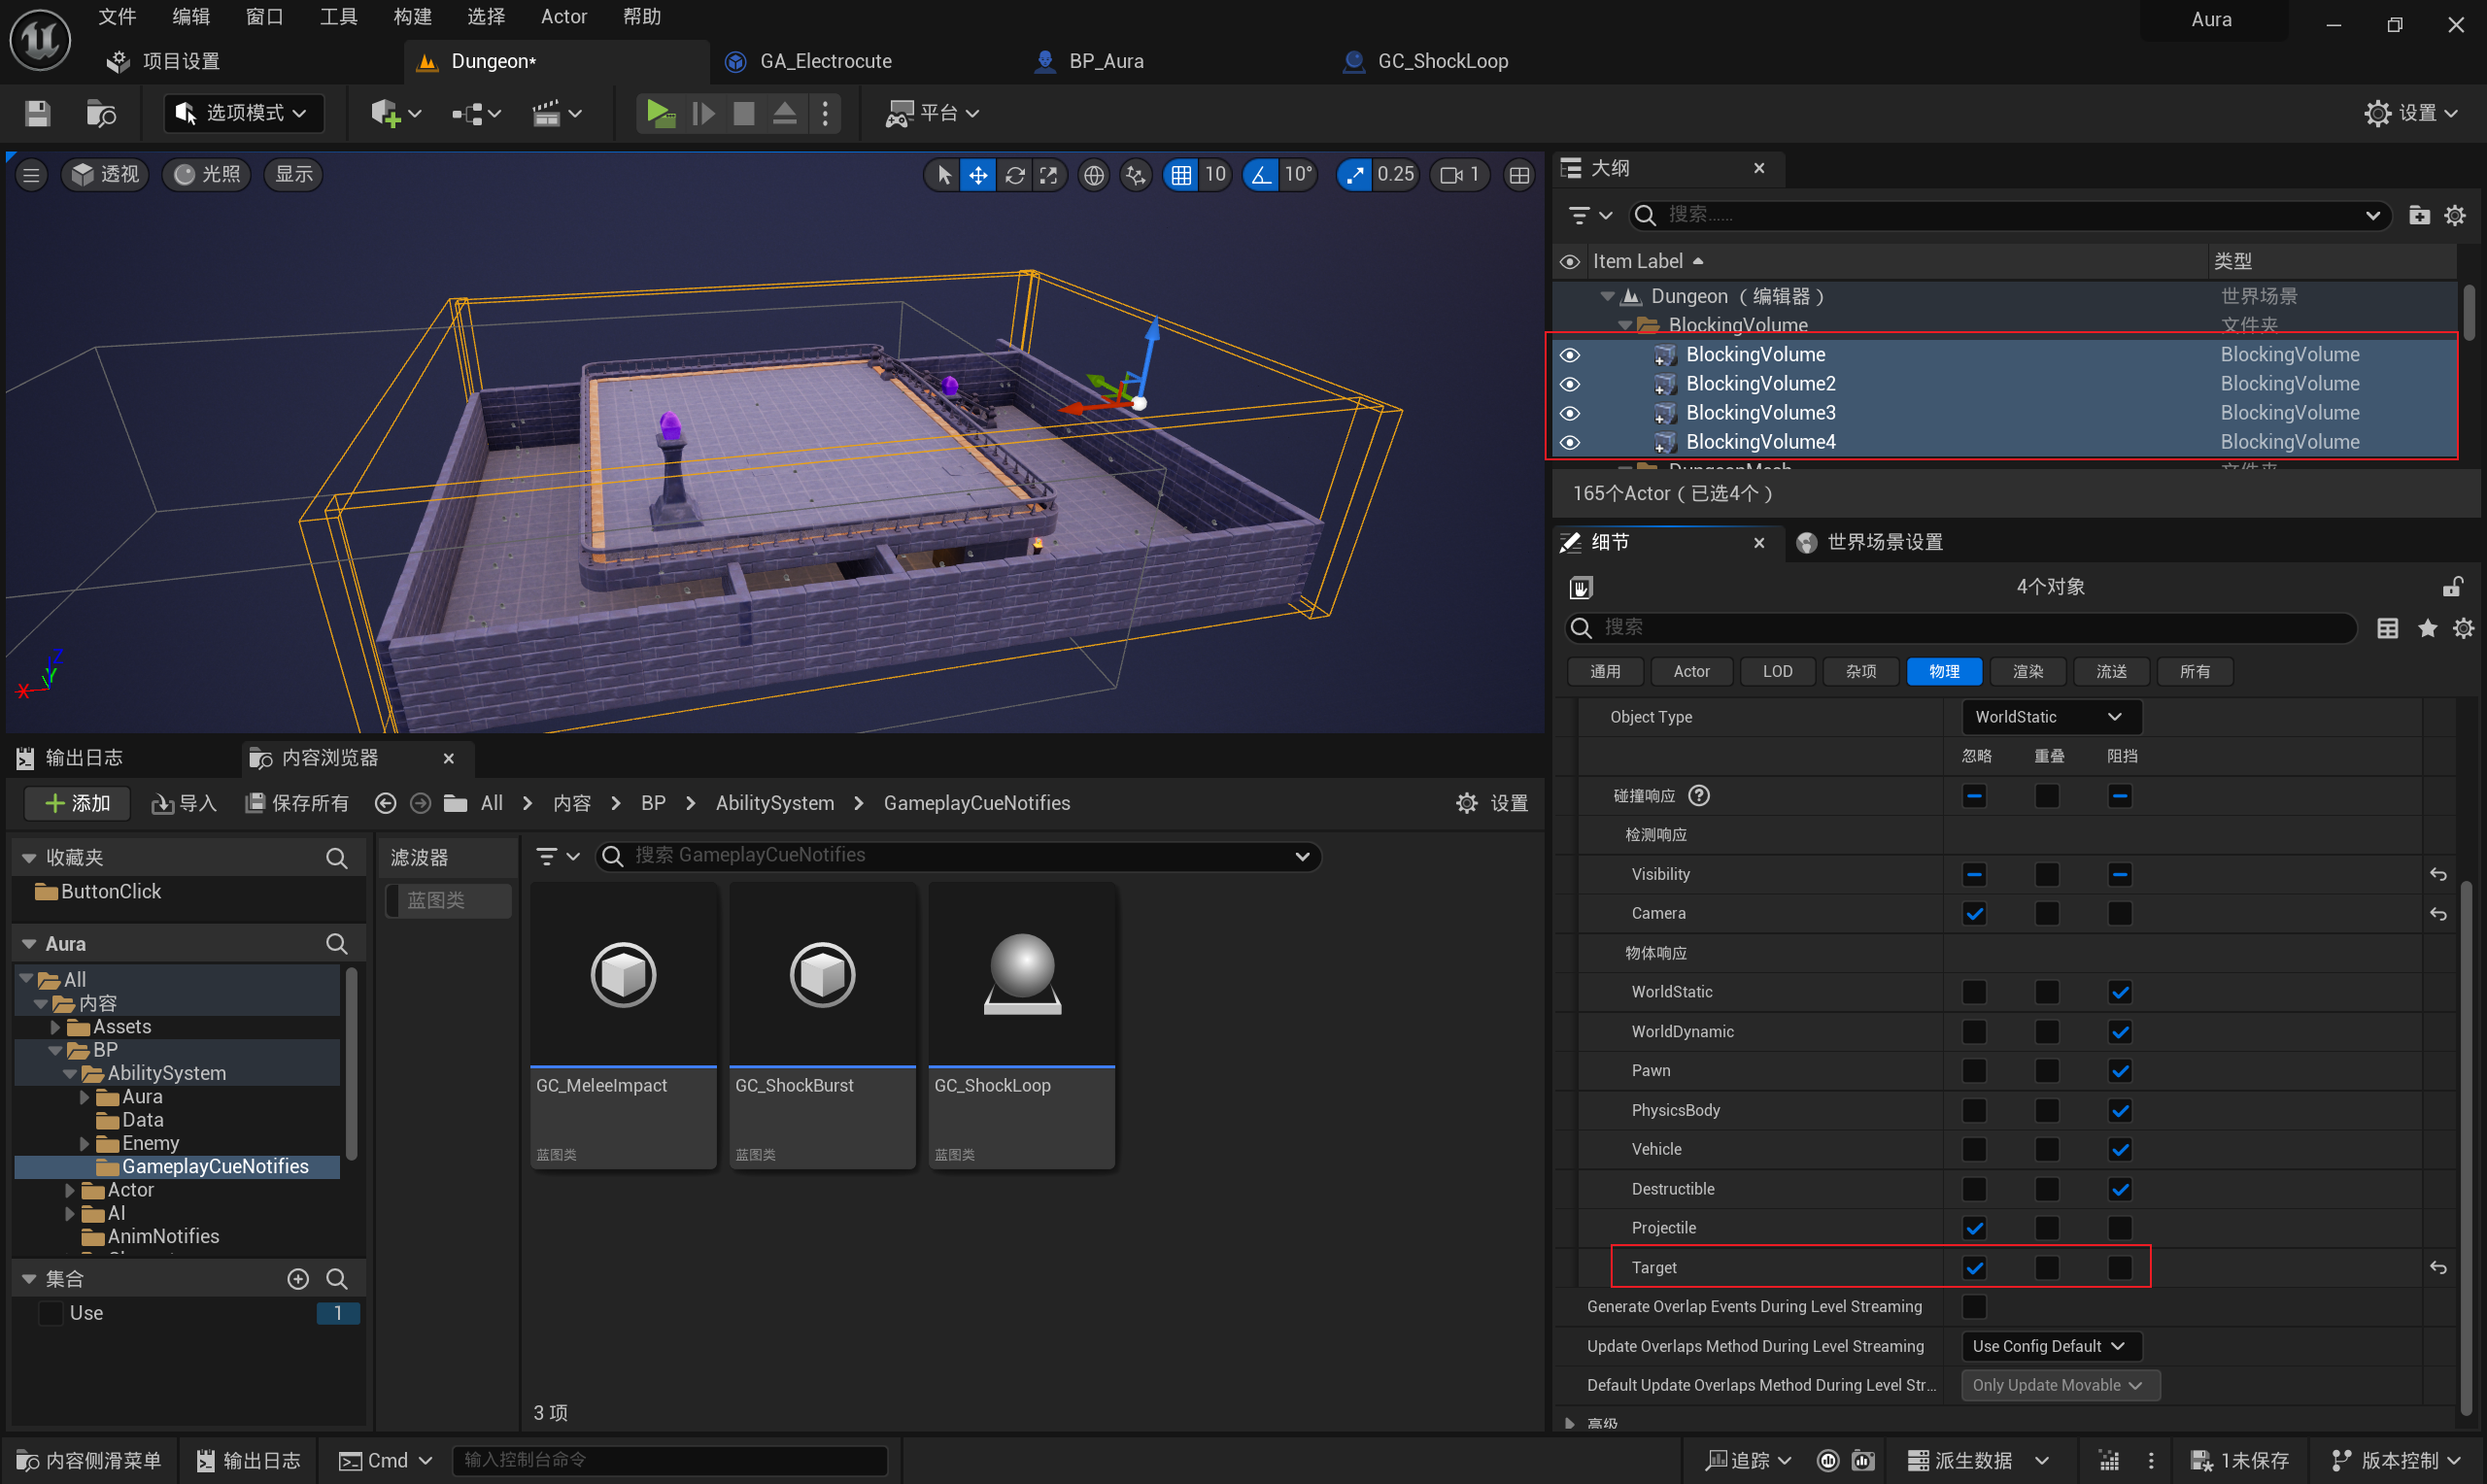 文件 编辑 窗口 工具 构建 选择 Actor 帮助
Aura
项目设置
Dungeon*
GA_Electrocute
BP_Aura
GC_ShockLoop
选项模式
平台
设置
透视 光照 显示
10 10° 0.25 1
大纲
搜索......
Item Label 类型
Dungeon（编辑器） 世界场景
BlockingVolume 文件夹
BlockingVolume BlockingVolume
BlockingVolume2 BlockingVolume
BlockingVolume3 BlockingVolume
BlockingVolume4 BlockingVolume
DungeonMesh 文件夹
165个Actor（已选4个）
细节 世界场景设置
4个对象
搜索
通用 Actor LOD 杂项 物理 渲染 流送 所有
Object Type WorldStatic
忽略 重叠 阻挡
碰撞响应
检测响应
Visibility
Camera
物体响应
WorldStatic
WorldDynamic
Pawn
PhysicsBody
Vehicle
Destructible
Projectile
Target
Generate Overlap Events During Level Streaming
Update Overlaps Method During Level Streaming Use Config Default
Default Update Overlaps Method During Level Str... Only Update Movable
高级
Z
Y
X
输出日志 内容浏览器
添加 导入 保存所有 All 内容 BP AbilitySystem GameplayCueNotifies 设置
收藏夹
ButtonClick
Aura
All
内容
Assets
BP
AbilitySystem
Aura
Data
Enemy
GameplayCueNotifies
Actor
AI
AnimNotifies
集合
Use 1
滤波器
蓝图类
搜索 GameplayCueNotifies
GC_MeleeImpact
蓝图类
GC_ShockBurst
蓝图类
GC_ShockLoop
蓝图类
3 项
内容侧滑菜单 输出日志 Cmd 输入控制台命令
追踪 派生数据 1未保存 版本控制